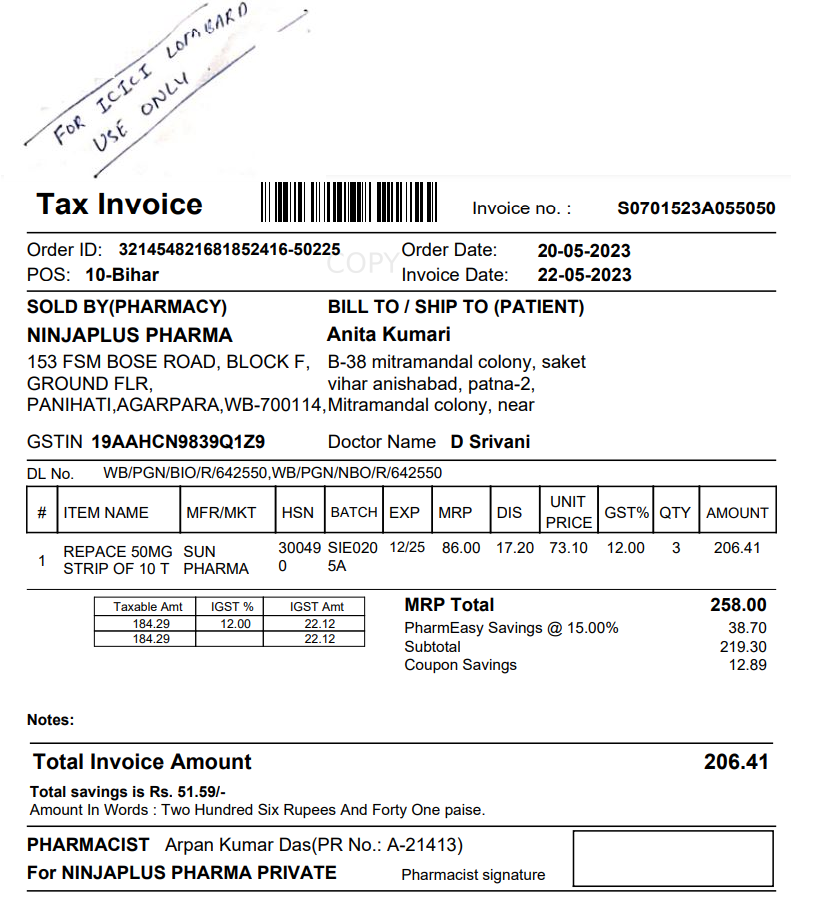 FOR ICICI LOMBARD
USE ONLY
Tax Invoice
Invoice no. : S0701523A055050
Order ID: 321454821681852416-50225 Order Date: 20-05-2023
COPY
POS: 10-Bihar Invoice Date: 22-05-2023
SOLD BY(PHARMACY) BILL TO / SHIP TO (PATIENT)
NINJAPLUS PHARMA Anita Kumari
153 FSM BOSE ROAD, BLOCK F, B-38 mitramandal colony, saket
GROUND FLR, vihar anishabad, patna-2,
PANIHATI,AGARPARA,WB-700114, Mitramandal colony, near
GSTIN 19AAHCN9839Q1Z9 Doctor Name D Srivani
DL No. WB/PGN/BIO/R/642550,WB/PGN/NBO/R/642550
# ITEM NAME MFR/MKT HSN BATCH EXP MRP DIS UNIT PRICE GST% QTY AMOUNT
1 REPACE 50MG SUN 30049 SIE020 12/25 86.00 17.20 73.10 12.00 3 206.41
STRIP OF 10 T PHARMA 0 5A
Taxable Amt IGST % IGST Amt
184.29 12.00 22.12
184.29 22.12
MRP Total 258.00
PharmEasy Savings @ 15.00% 38.70
Subtotal 219.30
Coupon Savings 12.89
Notes:
Total Invoice Amount 206.41
Total savings is Rs. 51.59/-
Amount In Words : Two Hundred Six Rupees And Forty One paise.
PHARMACIST Arpan Kumar Das(PR No.: A-21413)
For NINJAPLUS PHARMA PRIVATE Pharmacist signature